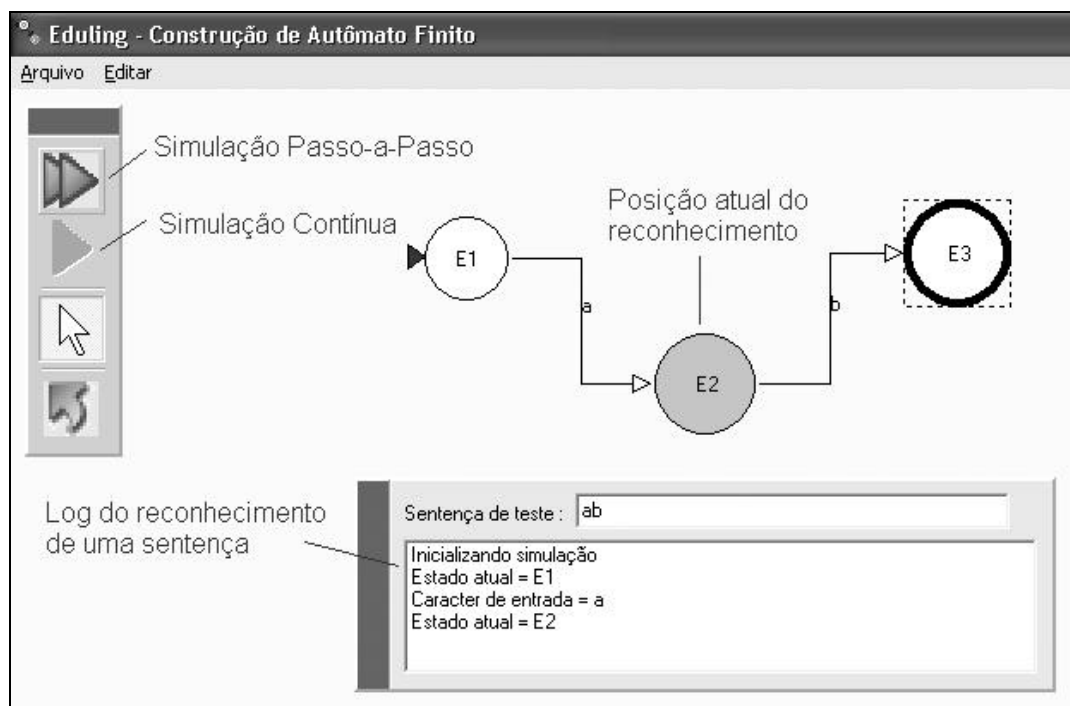 Eduling - Construção de Autômato Finito
Arquivo Editar
Simulação Passo-a-Passo
Simulação Contínua
Posição atual do
reconhecimento
E1
a
E2
b
E3
Log do reconhecimento
de uma sentença
Sentença de teste : ab
Inicializando simulação
Estado atual = E1
Caracter de entrada = a
Estado atual = E2